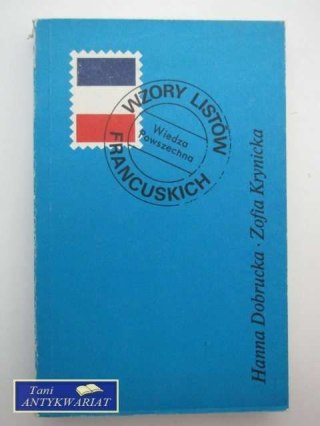 WZORY LISTÓW
FRANCUSKICH
Wiedza
Powszechna
Hanna Dobrucka · Zofia Krynicka
Tani
ANTYKWARIAT